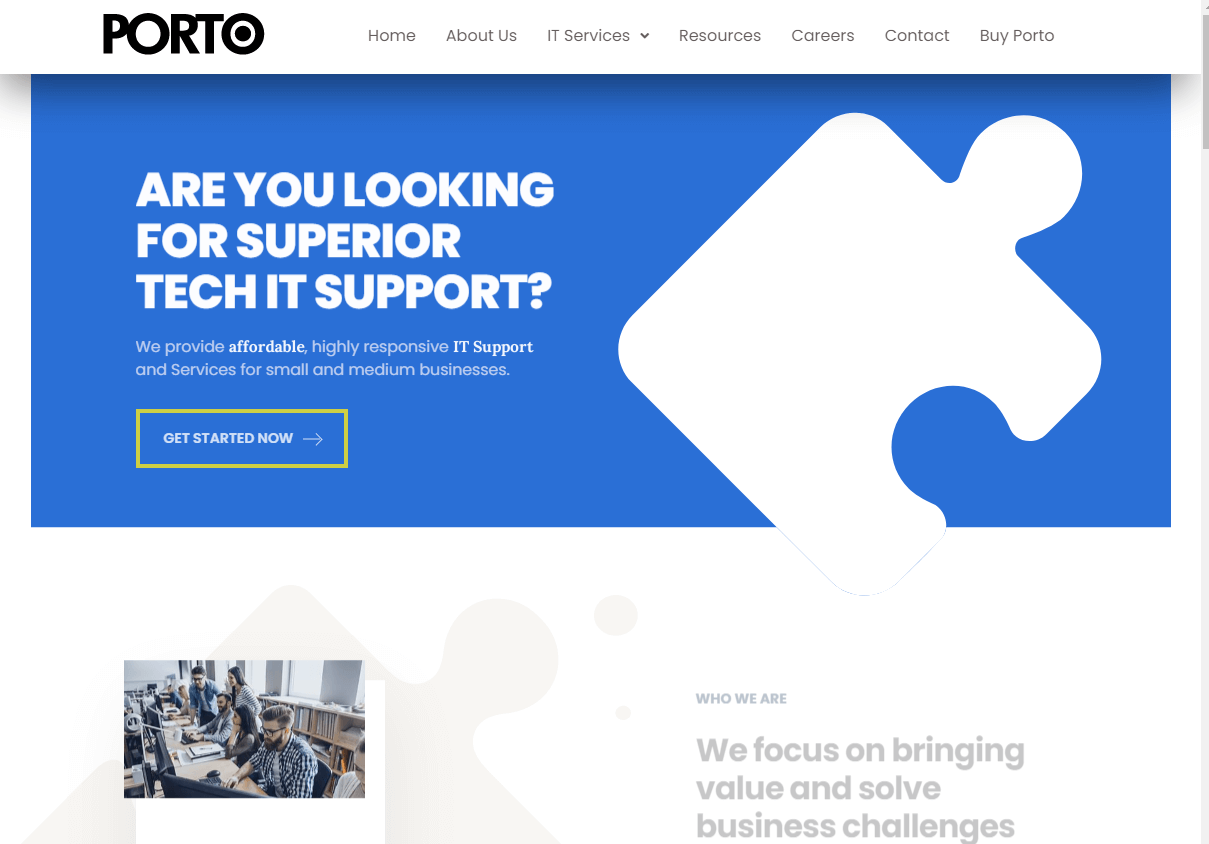 PORTO
Home About Us IT Services Resources Careers Contact Buy Porto
ARE YOU LOOKING
FOR SUPERIOR
TECH IT SUPPORT?
We provide affordable, highly responsive IT Support
and Services for small and medium businesses.
GET STARTED NOW
WHO WE ARE
We focus on bringing
value and solve
business challenges